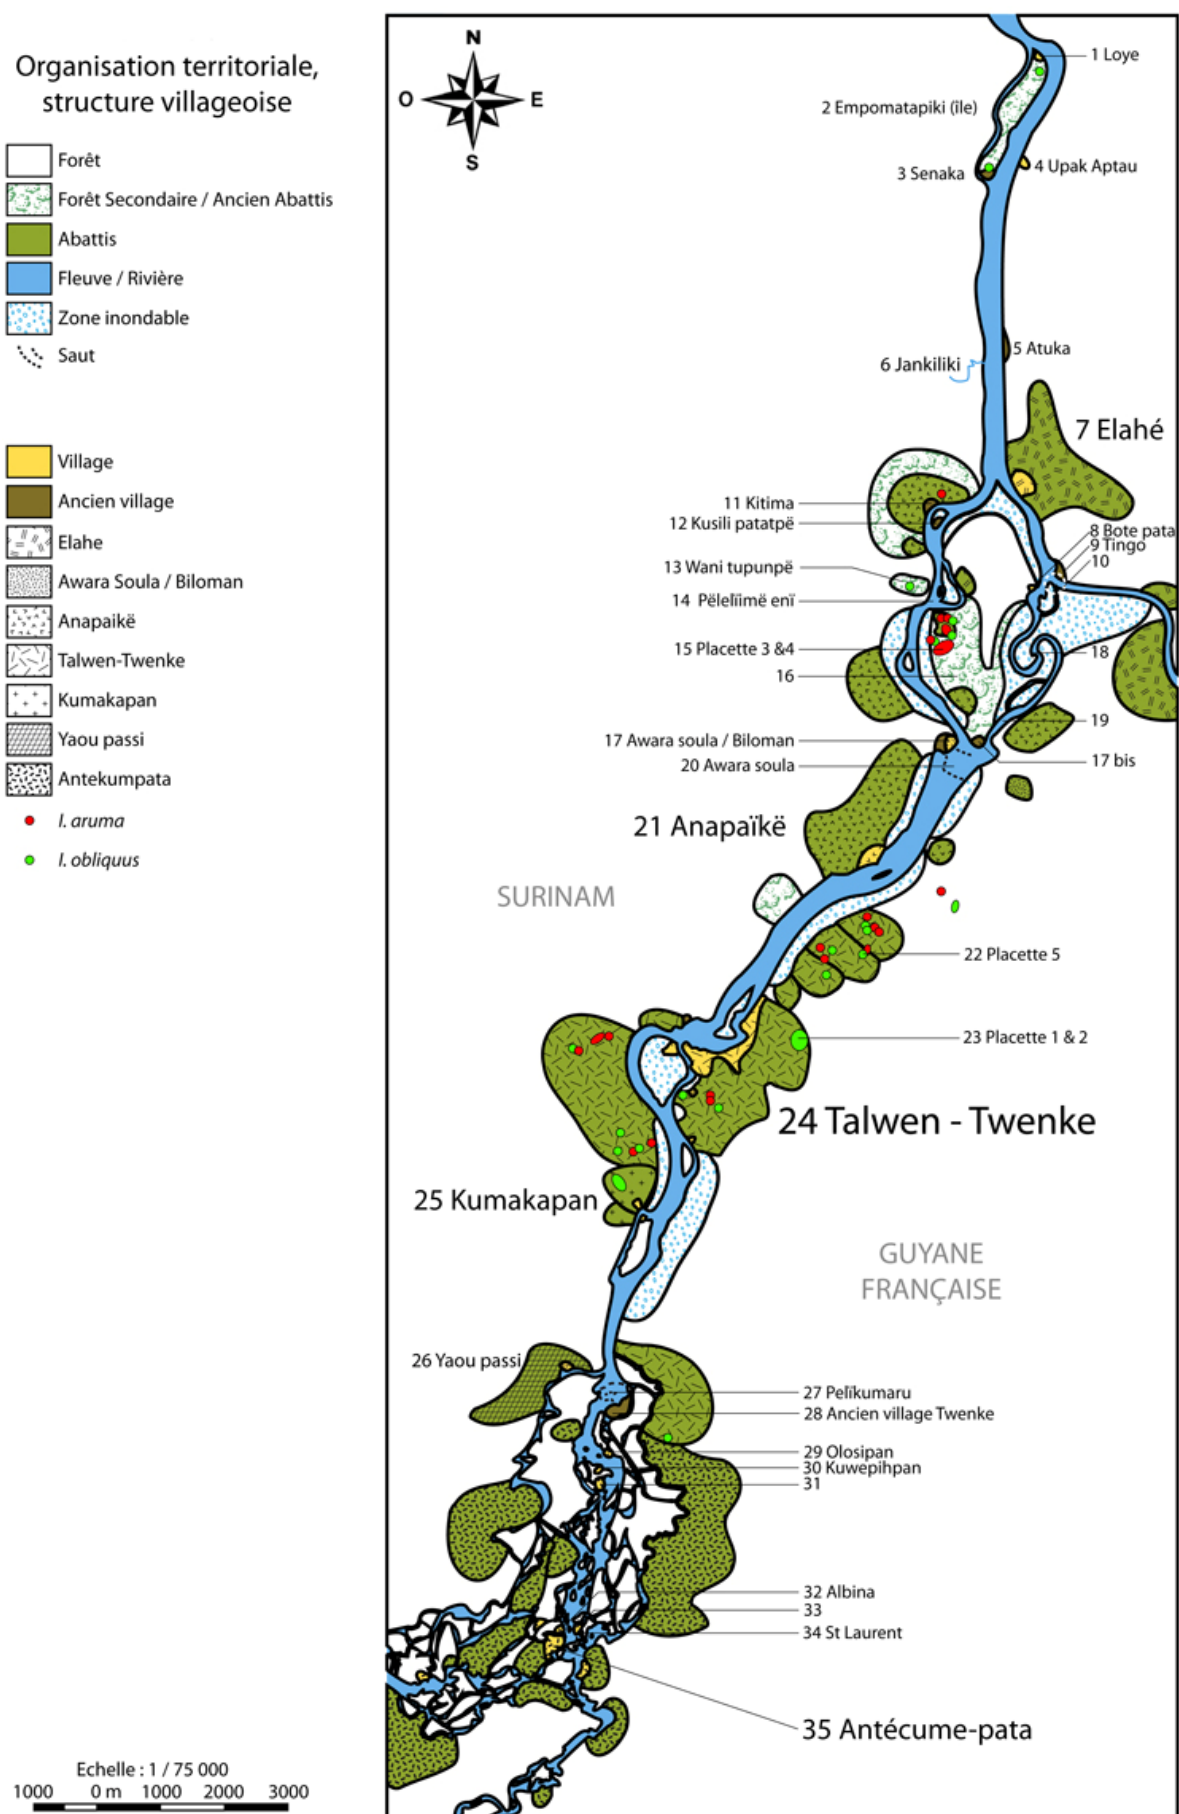 Organisation territoriale,
structure villageoise
Forêt
Forêt Secondaire / Ancien Abattis
Abattis
Fleuve / Rivière
Zone inondable
Saut
Village
Ancien village
Elahe
Awara Soula / Biloman
Anapaikë
Talwen-Twenke
Kumakapan
Yaou passi
Antekumpata
I. aruma
I. obliquus
Echelle : 1 / 75 000
1000 0 m 1000 2000 3000
N
O E
S
1 Loye
2 Empomatapiki (île)
3 Senaka
4 Upak Aptau
5 Atuka
6 Jankiliki
7 Elahé
11 Kitima
12 Kusili patatpë
8 Bote pata
9 Tingo
10
13 Wani tupunpë
14 Pëleliimë enï
15 Placette 3 &4
18
16
19
17 Awara soula / Biloman
17 bis
20 Awara soula
21 Anapaïkë
SURINAM
22 Placette 5
23 Placette 1 & 2
24 Talwen - Twenke
25 Kumakapan
GUYANE
FRANÇAISE
26 Yaou passi
27 Pelïkumaru
28 Ancien village Twenke
29 Olosipan
30 Kuwepihpan
31
32 Albina
33
34 St Laurent
35 Antécume-pata